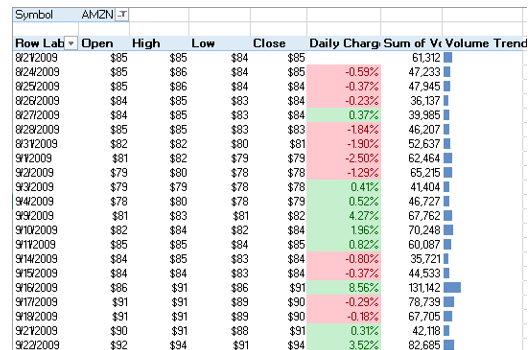 Symbol AMZN
Row Lab Open High Low Close Daily Charg Sum of Vo Volume Trend
8/21/2009 $85 $85 $84 $85 61,312
8/24/2009 $85 $86 $84 $85 -0.59% 47,233
8/25/2009 $85 $86 $84 $84 -0.37% 47,945
8/26/2009 $84 $85 $83 $84 -0.23% 36,137
8/27/2009 $84 $85 $83 $84 0.37% 39,985
8/28/2009 $85 $85 $83 $83 -1.84% 46,207
8/31/2009 $82 $82 $80 $81 -1.90% 52,637
9/1/2009 $81 $82 $79 $79 -2.50% 62,464
9/2/2009 $79 $80 $78 $78 -1.29% 65,215
9/3/2009 $79 $79 $78 $78 0.41% 41,404
9/4/2009 $78 $80 $78 $79 0.52% 46,727
9/9/2009 $81 $83 $81 $82 4.27% 67,762
9/10/2009 $82 $84 $82 $84 1.96% 70,248
9/11/2009 $85 $85 $84 $85 0.82% 60,087
9/14/2009 $84 $85 $83 $84 -0.80% 35,721
9/15/2009 $84 $84 $83 $84 -0.37% 44,533
9/16/2009 $86 $91 $86 $91 8.56% 131,142
9/17/2009 $91 $91 $89 $90 -0.29% 78,739
9/18/2009 $91 $91 $89 $90 -0.18% 67,705
9/21/2009 $90 $91 $88 $91 0.31% 42,118
9/22/2009 $92 $94 $91 $94 3.52% 82,685